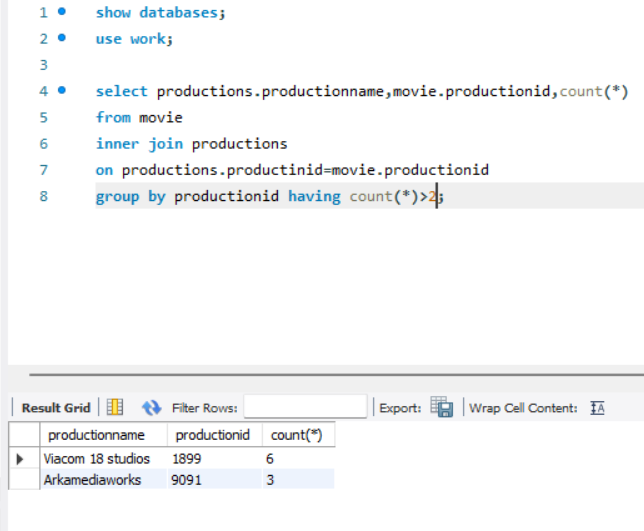 1 show databases;
2 use work;
3
4 select productions.productionname,movie.productionid,count(*)
5 from movie
6 inner join productions
7 on productions.productinid=movie.productionid
8 group by productionid having count(*)>2;
Result Grid Filter Rows: Export: Wrap Cell Content: IA
productionname productionid count(*)
Viacom 18 studios 1899 6
Arkamediaworks 9091 3